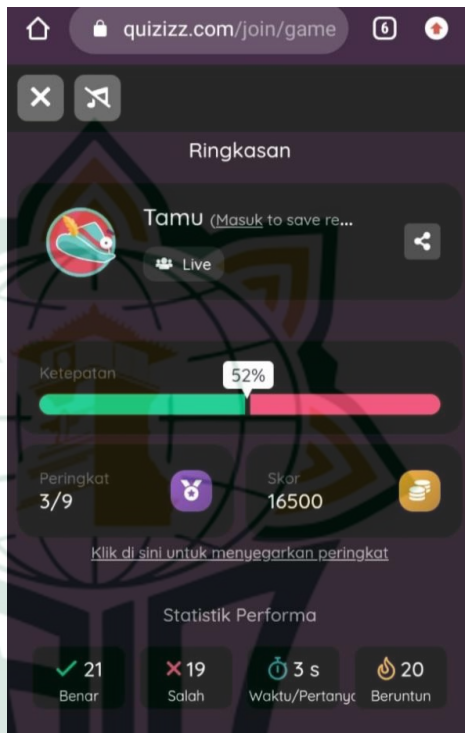 quizizz.com/join/game
6
Ringkasan
Tamu (Masuk to save re...
Live
Ketepatan
52%
Peringkat
3/9
Skor
16500
Klik di sini untuk menyegarkan peringkat
Statistik Performa
21
Benar
19
Salah
3 s
Waktu/Pertanyc
20
Beruntun